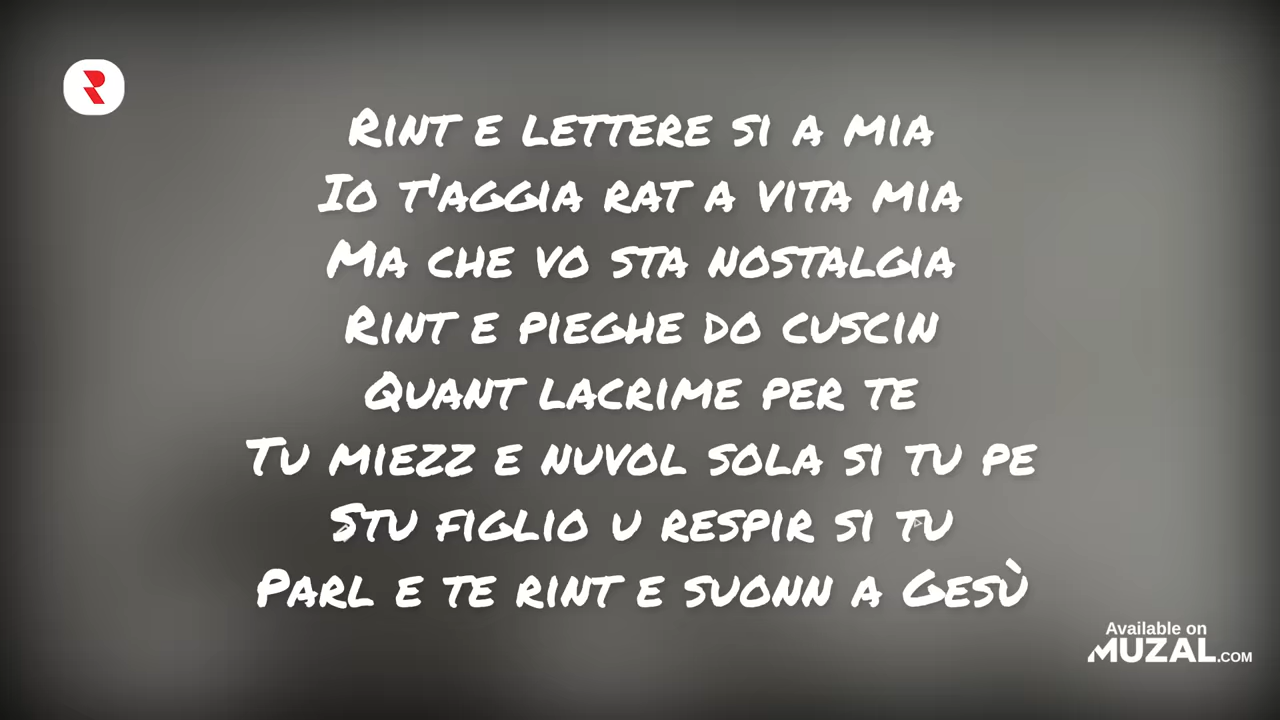 R
Rint e lettere si a mia
Io t'aggia rat a vita mia
Ma che vo sta nostalgia
Rint e pieghe do cuscin
Quant lacrime per te
Tu miezz e nuvol sola si tu pe
Stu figlio u respir si tu
Parl e te rint e suonn a Gesù
Available on
MUZAL.COM